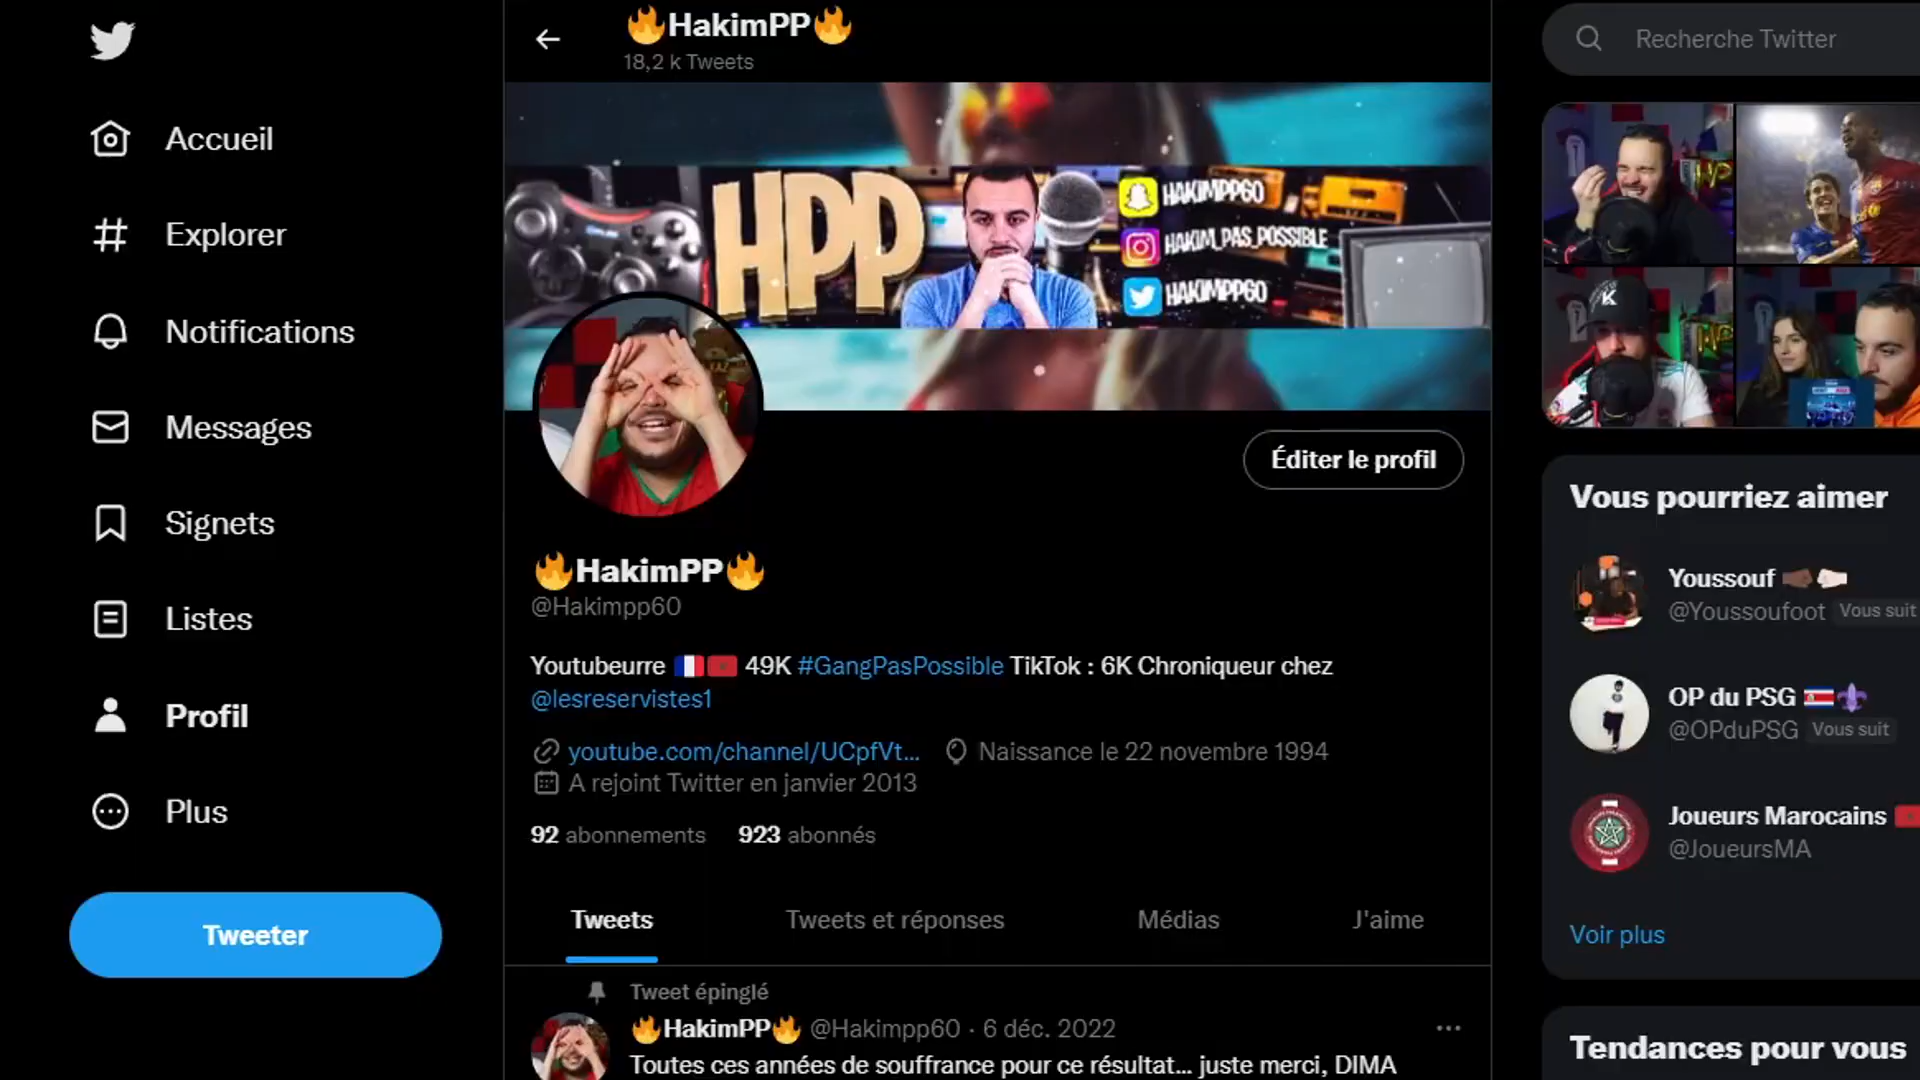 🔥HakimPP🔥
18,2 k Tweets
Recherche Twitter
Accueil
Explorer
Notifications
Messages
Signets
Listes
Profil
Plus
Tweeter
HPP
HAKIMPP60
HAKIM_PAS_POSSIBLE
HAKIMPP60
Éditer le profil
🔥HakimPP🔥
@Hakimpp60
Youtubeurre 🇫🇷🇲🇦 49K #GangPasPossible TikTok : 6K Chroniqueur chez
@lesreservistes1
youtube.com/channel/UCpfVt... Naissance le 22 novembre 1994
A rejoint Twitter en janvier 2013
92 abonnements 923 abonnés
Tweets Tweets et réponses Médias J'aime
Tweet épinglé
🔥HakimPP🔥 @Hakimpp60 · 6 déc. 2022
Toutes ces années de souffrance pour ce résultat... juste merci, DIMA
Vous pourriez aimer
Youssouf 🤜🏿🤛🏻
@Youssoufoot Vous suit
OP du PSG 🇨🇷⚜️
@OPduPSG Vous suit
Joueurs Marocains 🇲🇦
@JoueursMA
Voir plus
Tendances pour vous